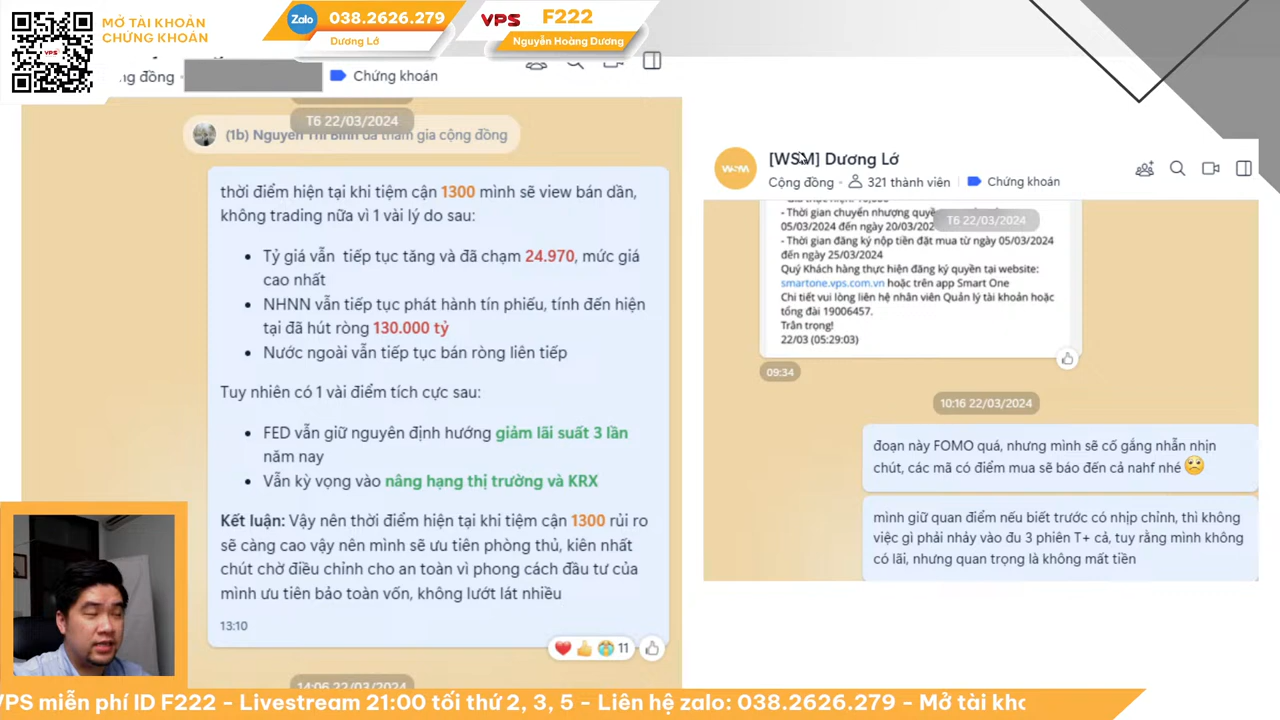 MỞ TÀI KHOẢN
CHỨNG KHOÁN
VPS
Zalo
038.2626.279
Dương Lớ
VPS
F222
Nguyễn Hoàng Dương
đồng
Chứng khoán
T6 22/03/2024
(1b) Nguyen Thi Bình đã tham gia cộng đồng
thời điểm hiện tại khi tiệm cận 1300 mình sẽ view bán dần,
không trading nữa vì 1 vài lý do sau:
Tỷ giá vẫn tiếp tục tăng và đã chạm 24.970, mức giá
cao nhất
NHNN vẫn tiếp tục phát hành tín phiếu, tính đến hiện
tại đã hút ròng 130.000 tỷ
Nước ngoài vẫn tiếp tục bán ròng liên tiếp
Tuy nhiên có 1 vài điểm tích cực sau:
FED vẫn giữ nguyên định hướng giảm lãi suất 3 lần
năm nay
Vẫn kỳ vọng vào nâng hạng thị trường và KRX
Kết luận: Vậy nên thời điểm hiện tại khi tiệm cận 1300 rủi ro
sẽ càng cao vậy nên mình sẽ ưu tiên phòng thủ, kiên nhất
chút chờ điều chỉnh cho an toàn vì phong cách đầu tư của
mình ưu tiên bảo toàn vốn, không lướt lát nhiều
13:10
11
14:06 22/03/2024
[WSM] Dương Lớ
Cộng đồng
321 thành viên
Chứng khoán
- Thời gian chuyển nhượng quyề
T6 22/03/2024
05/03/2024 đến ngày 20/03/202
- Thời gian đăng ký nộp tiền đặt mua từ ngày 05/03/2024
đến ngày 25/03/2024
Quý Khách hàng thực hiện đăng ký quyền tại website:
smartone.vps.com.vn hoặc trên app Smart One
Chi tiết vui lòng liên hệ nhân viên Quản lý tài khoản hoặc
tổng đài 19006457.
Trân trọng!
22/03 (05:29:03)
09:34
10:16 22/03/2024
đoạn này FOMO quá, nhưng mình sẽ cố gắng nhẫn nhịn
chút, các mã có điểm mua sẽ báo đến cả nahf nhé
mình giữ quan điểm nếu biết trước có nhịp chỉnh, thì không
việc gì phải nhảy vào đu 3 phiên T+ cả, tuy rằng mình không
có lãi, nhưng quan trọng là không mất tiền
VPS miễn phí ID F222 - Livestream 21:00 tối thứ 2, 3, 5 - Liên hệ zalo: 038.2626.279 - Mở tài kho